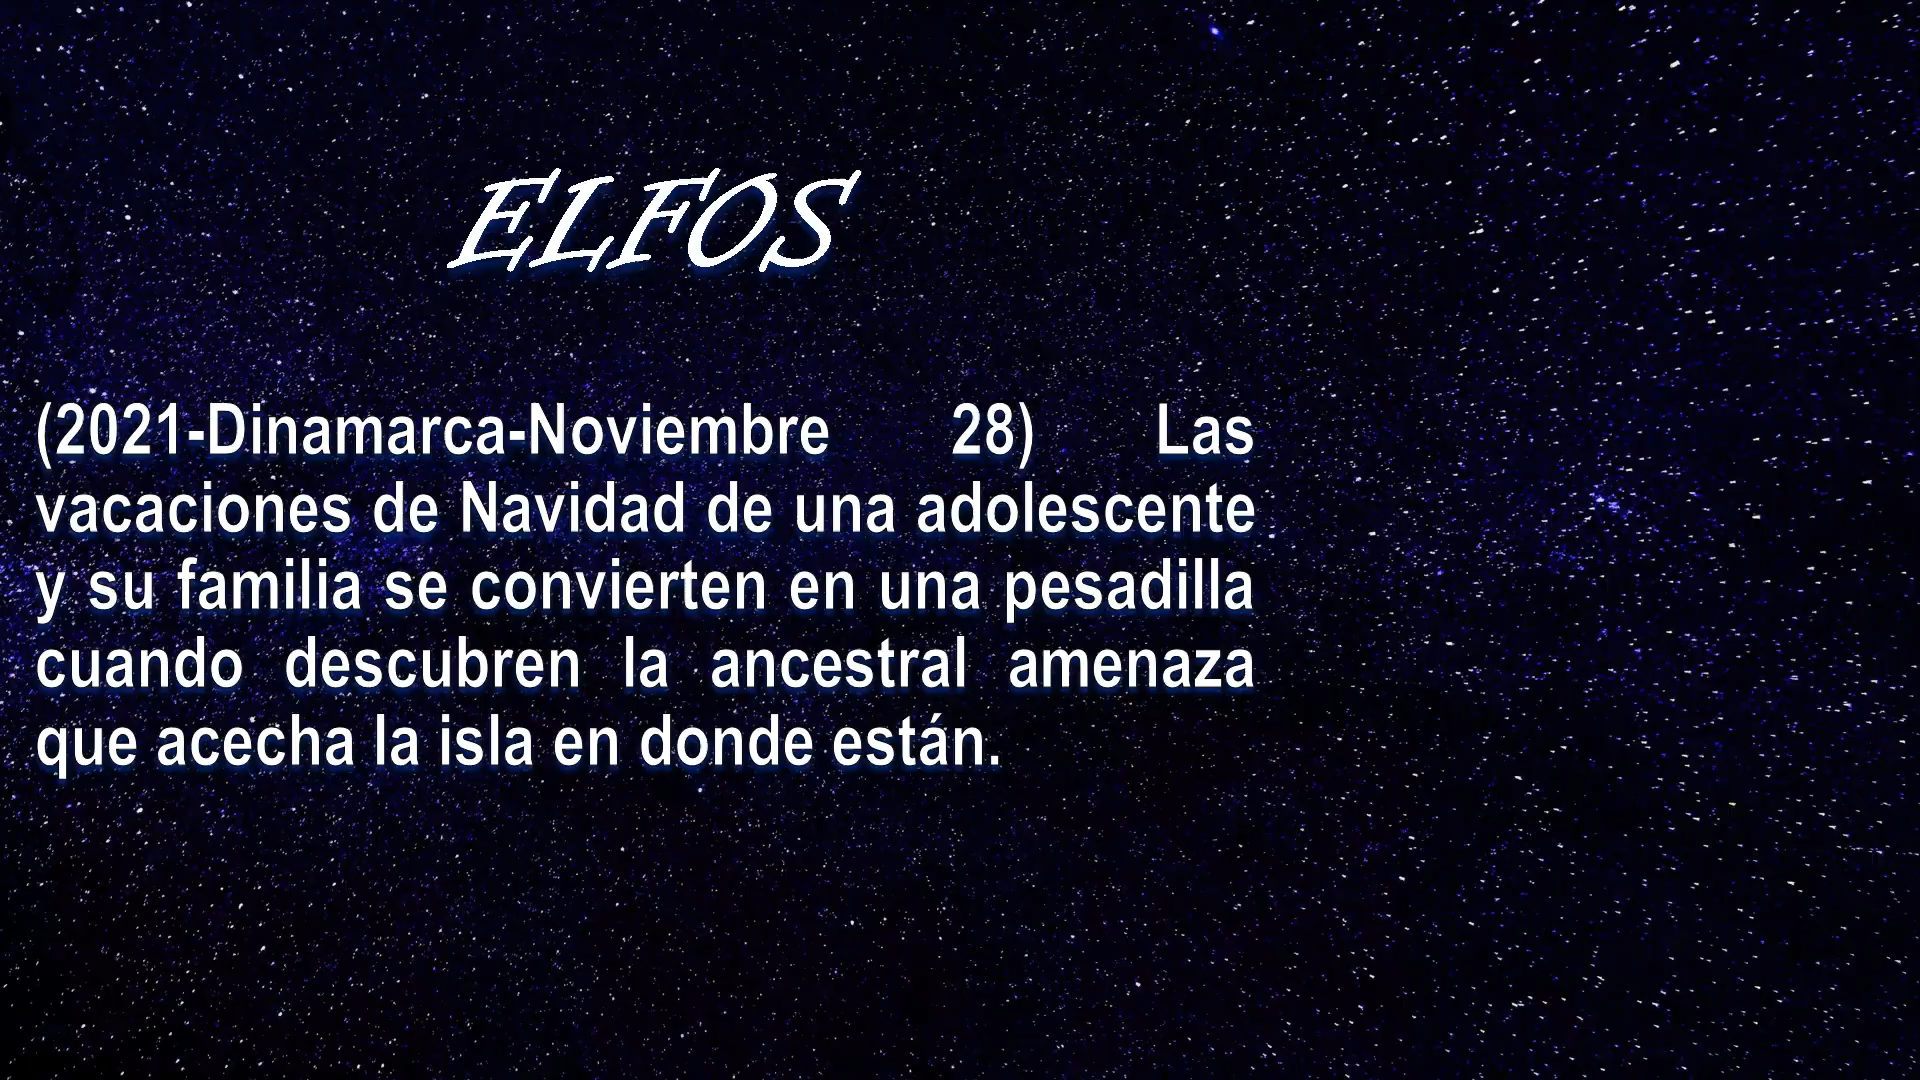 ELFOS
(2021-Dinamarca-Noviembre 28) Las
vacaciones de Navidad de una adolescente
y su familia se convierten en una pesadilla
cuando descubren la ancestral amenaza
que acecha la isla en donde están.